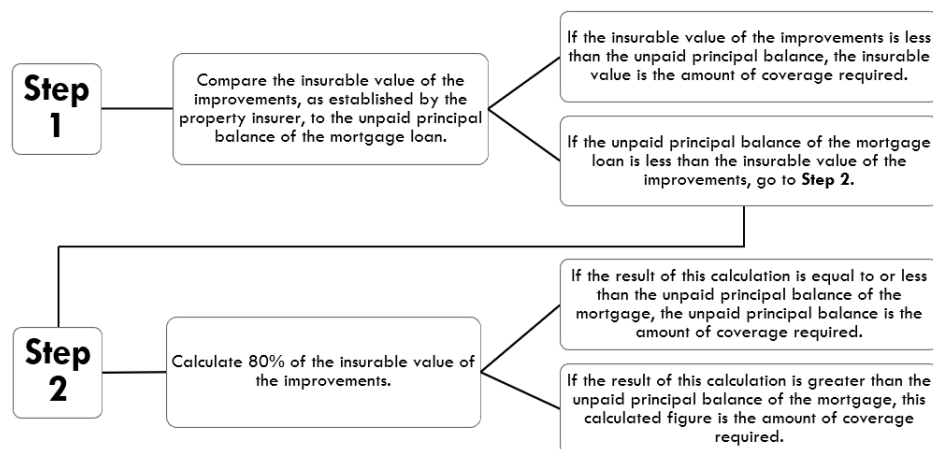 Step
1
Compare the insurable value of the
improvements, as established by the
property insurer, to the unpaid principal
balance of the mortgage loan.
If the insurable value of the improvements is less
than the unpaid principal balance, the insurable
value is the amount of coverage required.
If the unpaid principal balance of the mortgage
loan is less than the insurable value of the
improvements, go to Step 2.
Step
2
Calculate 80% of the insurable value of
the improvements.
If the result of this calculation is equal to or less
than the unpaid principal balance of the
mortgage, the unpaid principal balance is the
amount of coverage required.
If the result of this calculation is greater than the
unpaid principal balance of the mortgage, this
calculated figure is the amount of coverage
required.